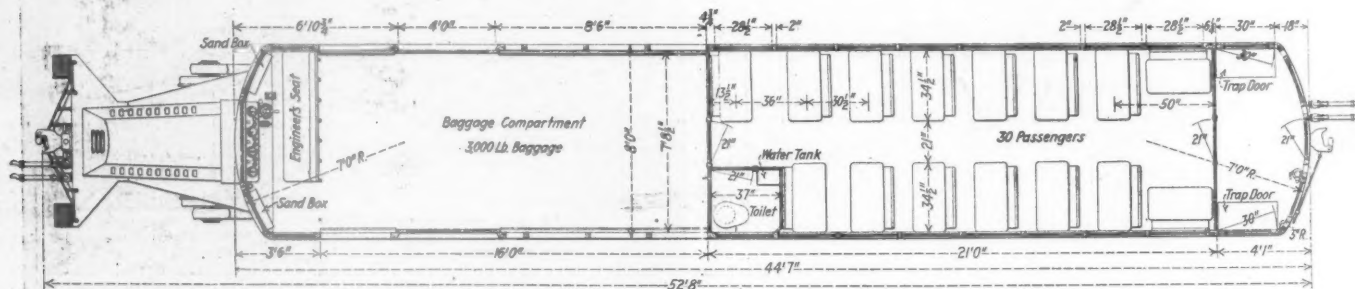 6'10¾"
4'0"
8'6"
4½"
28½"
2"
2"
28½"
28½"
6½"
30"
18"
Sand Box
Engineer's Seat
Baggage Compartment
3,000 Lb. Baggage
7'0" R.
Sand Box
8'0"
7'8½"
13½"
36"
30½"
34½"
21"
34½"
21"
Water Tank
21"
37"
Toilet
30 Passengers
50"
Trap Door
21"
21"
7'0" R.
Trap Door
30"
3" R.
3'6"
16'0"
21'0"
4'1"
44'7"
52'8"